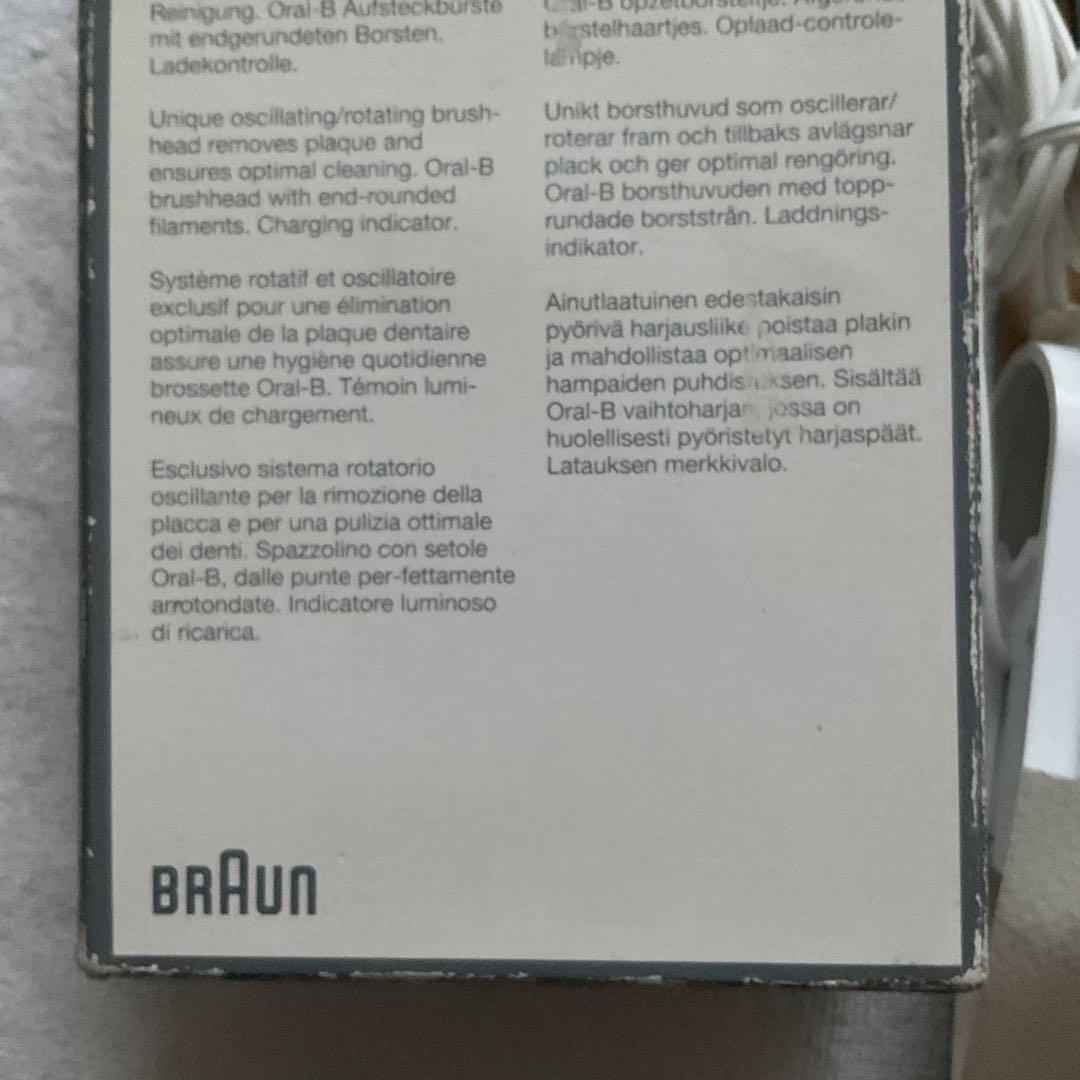 Reinigung. Oral-B Aufsteckbürste
mit endgerundeten Borsten.
Ladekontrolle.
Unique oscillating/rotating brush-
head removes plaque and
ensures optimal cleaning. Oral-B
brushhead with end-rounded
filaments. Charging indicator.
Système rotatif et oscillatoire
exclusif pour une élimination
optimale de la plaque dentaire
assure une hygiène quotidienne
brossette Oral-B. Témoin lumi-
neux de chargement.
Esclusivo sistema rotatorio
oscillante per la rimozione della
placca e per una pulizia ottimale
dei denti. Spazzolino con setole
Oral-B, dalle punte per-fettamente
arrotondate. Indicatore luminoso
di ricarica.
borstelhaartjes. Oplaad-controle-
lampje.
Unikt borsthuvud som oscillerar/
roterar fram och tillbaks avlägsnar
plack och ger optimal rengöring.
Oral-B borsthuvuden med topp-
rundade borststrån. Laddnings-
indikator.
Ainutlaatuinen edestakaisin
pyörivä harjausliike poistaa plakin
ja mahdollistaa optimaalisen
hampaiden puhdistuksen. Sisältää
Oral-B vaihtoharjan, jossa on
huolellisesti pyöristetyt harjaspäät.
Latauksen merkkivalo.
BRAUN